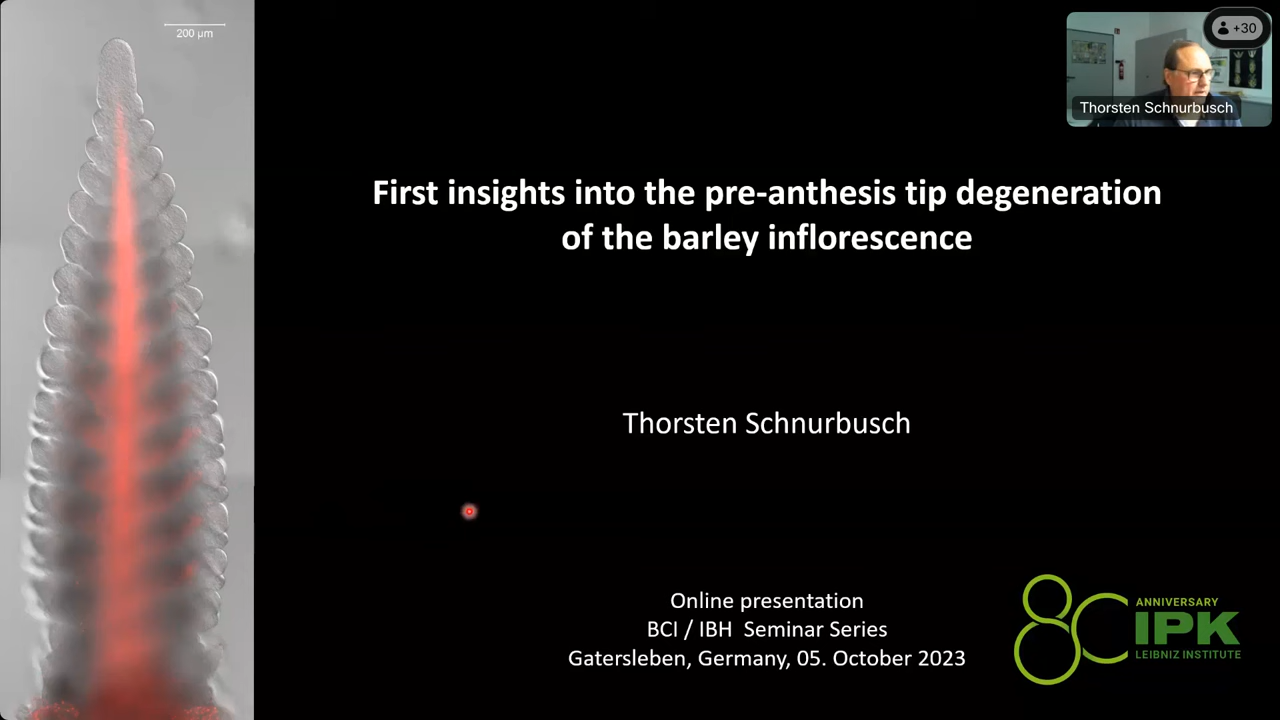 200 µm
+30
Thorsten Schnurbusch
First insights into the pre-anthesis tip degeneration
of the barley inflorescence
Thorsten Schnurbusch
Online presentation
BCI / IBH Seminar Series
Gatersleben, Germany, 05. October 2023
80
ANNIVERSARY
IPK
LEIBNIZ INSTITUTE